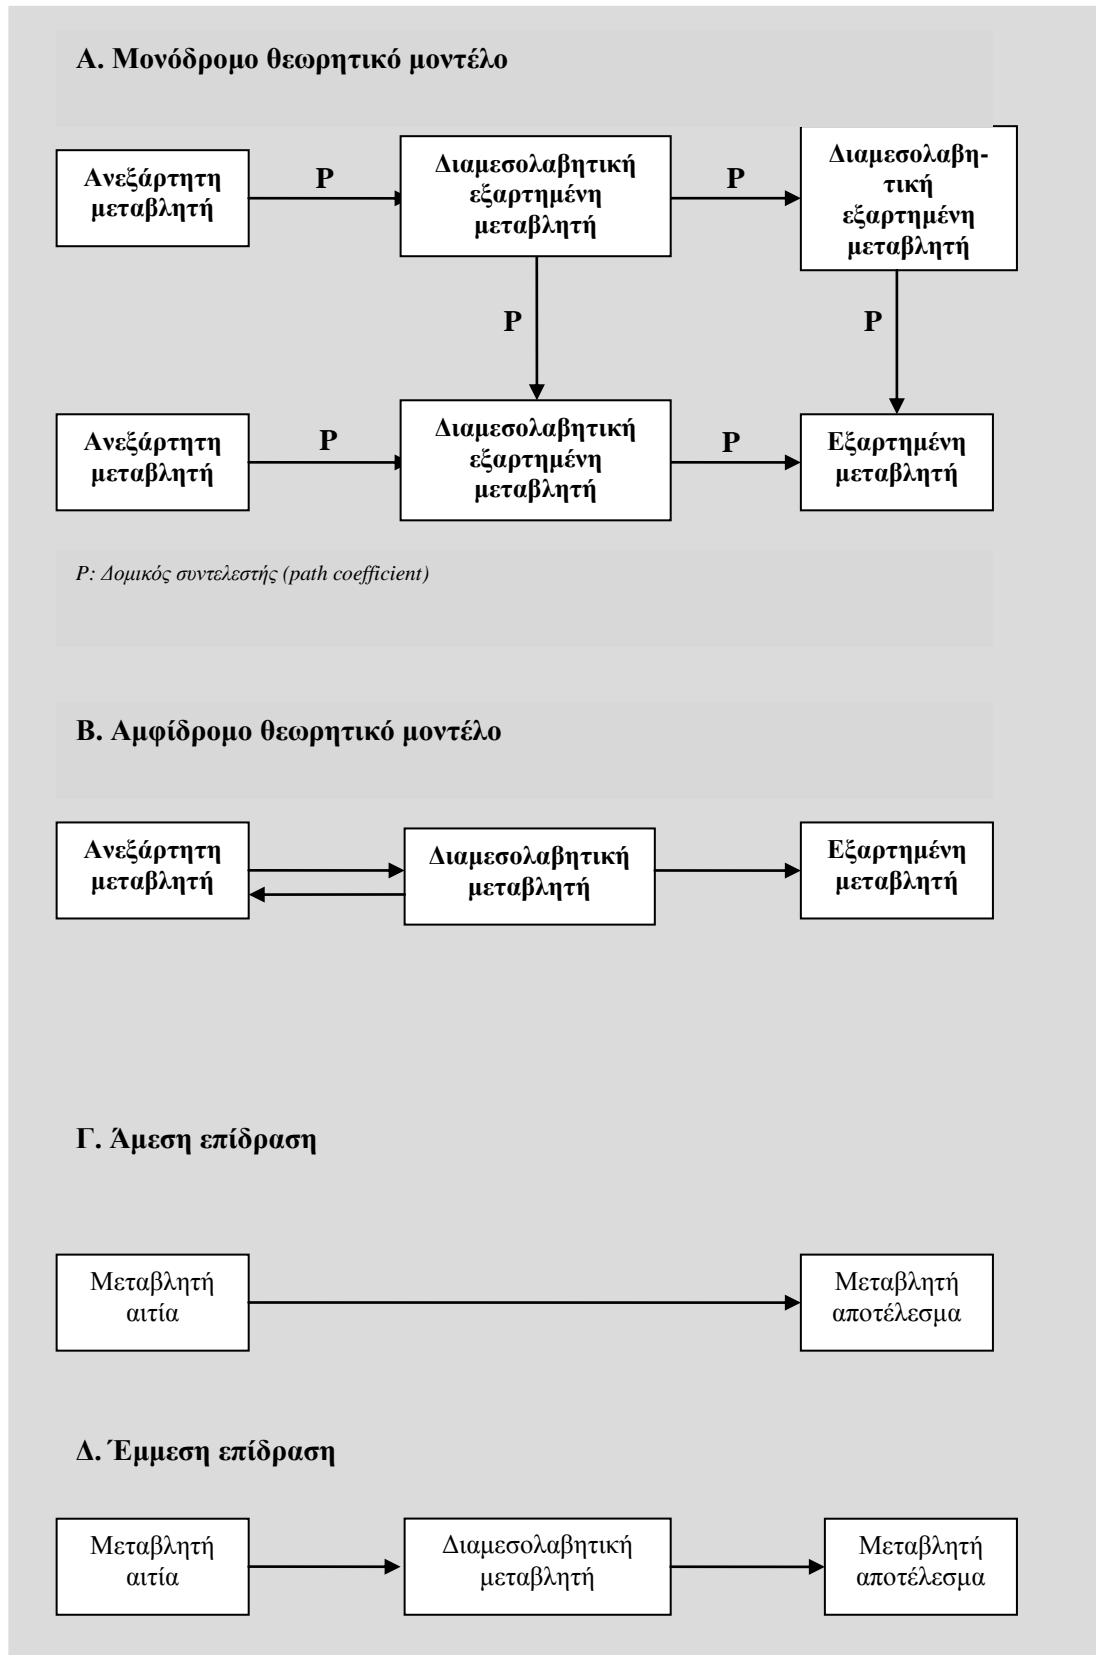 Α. Μονόδρομο θεωρητικό μοντέλο
Ανεξάρτητη
μεταβλητή
P
Διαμεσολαβητική
εξαρτημένη
μεταβλητή
P
Διαμεσολαβη-
τική
εξαρτημένη
μεταβλητή
P
P
Ανεξάρτητη
μεταβλητή
P
Διαμεσολαβητική
εξαρτημένη
μεταβλητή
P
Εξαρτημένη
μεταβλητή
P: Δομικός συντελεστής (path coefficient)
Β. Αμφίδρομο θεωρητικό μοντέλο
Ανεξάρτητη
μεταβλητή
Διαμεσολαβητική
μεταβλητή
Εξαρτημένη
μεταβλητή
Γ. Άμεση επίδραση
Μεταβλητή
αιτία
Μεταβλητή
αποτέλεσμα
Δ. Έμμεση επίδραση
Μεταβλητή
αιτία
Διαμεσολαβητική
μεταβλητή
Μεταβλητή
αποτέλεσμα